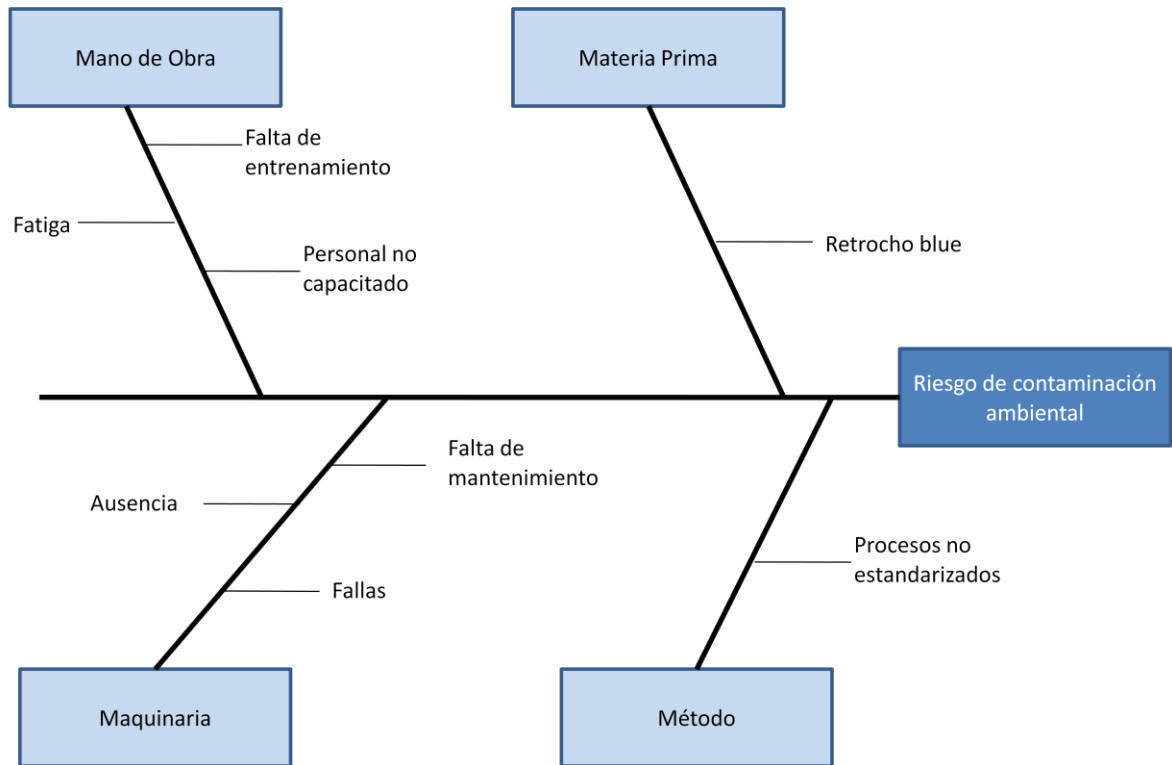 Mano de Obra
Materia Prima
Falta de
entrenamiento
Fatiga
Personal no
capacitado
Retrocho blue
Riesgo de contaminación
ambiental
Falta de
mantenimiento
Ausencia
Procesos no
estandarizados
Fallas
Maquinaria
Método